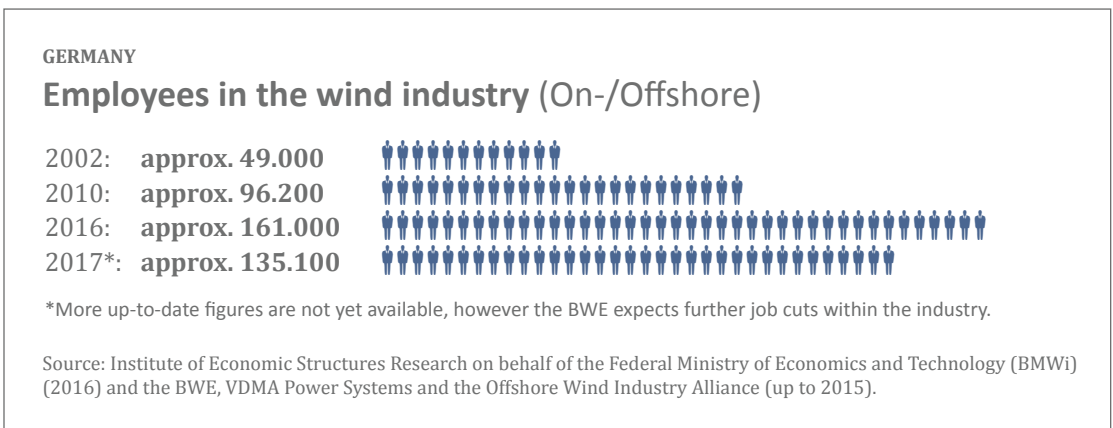 GERMANY
Employees in the wind industry (On-/Offshore)
2002: approx. 49.000
2010: approx. 96.200
2016: approx. 161.000
2017*: approx. 135.100
*More up-to-date figures are not yet available, however the BWE expects further job cuts within the industry.
Source: Institute of Economic Structures Research on behalf of the Federal Ministry of Economics and Technology (BMWi)
(2016) and the BWE, VDMA Power Systems and the Offshore Wind Industry Alliance (up to 2015).